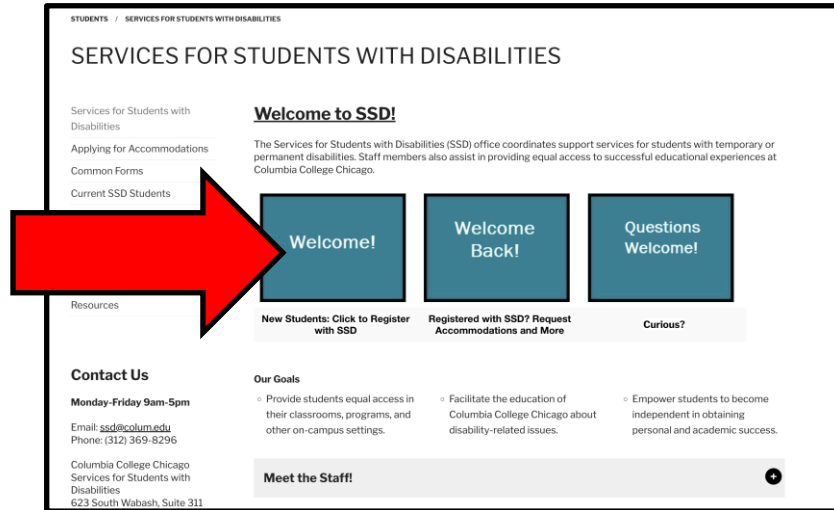 STUDENTS / SERVICES FOR STUDENTS WITH DISABILITIES
SERVICES FOR STUDENTS WITH DISABILITIES
Services for Students with
Disabilities
Applying for Accommodations
Common Forms
Current SSD Students
Resources
Contact Us
Monday-Friday 9am-5pm
Email: ssd@colum.edu
Phone: (312) 369-8296
Columbia College Chicago
Services for Students with
Disabilities
623 South Wabash, Suite 311
Welcome to SSD!
The Services for Students with Disabilities (SSD) office coordinates support services for students with temporary or
permanent disabilities. Staff members also assist in providing equal access to successful educational experiences at
Columbia College Chicago.
Welcome!
New Students: Click to Register
with SSD
Welcome
Back!
Registered with SSD? Request
Accommodations and More
Questions
Welcome!
Curious?
Our Goals
◦ Provide students equal access in
their classrooms, programs, and
other on-campus settings.
◦ Facilitate the education of
Columbia College Chicago about
disability-related issues.
◦ Empower students to become
independent in obtaining
personal and academic success.
Meet the Staff!